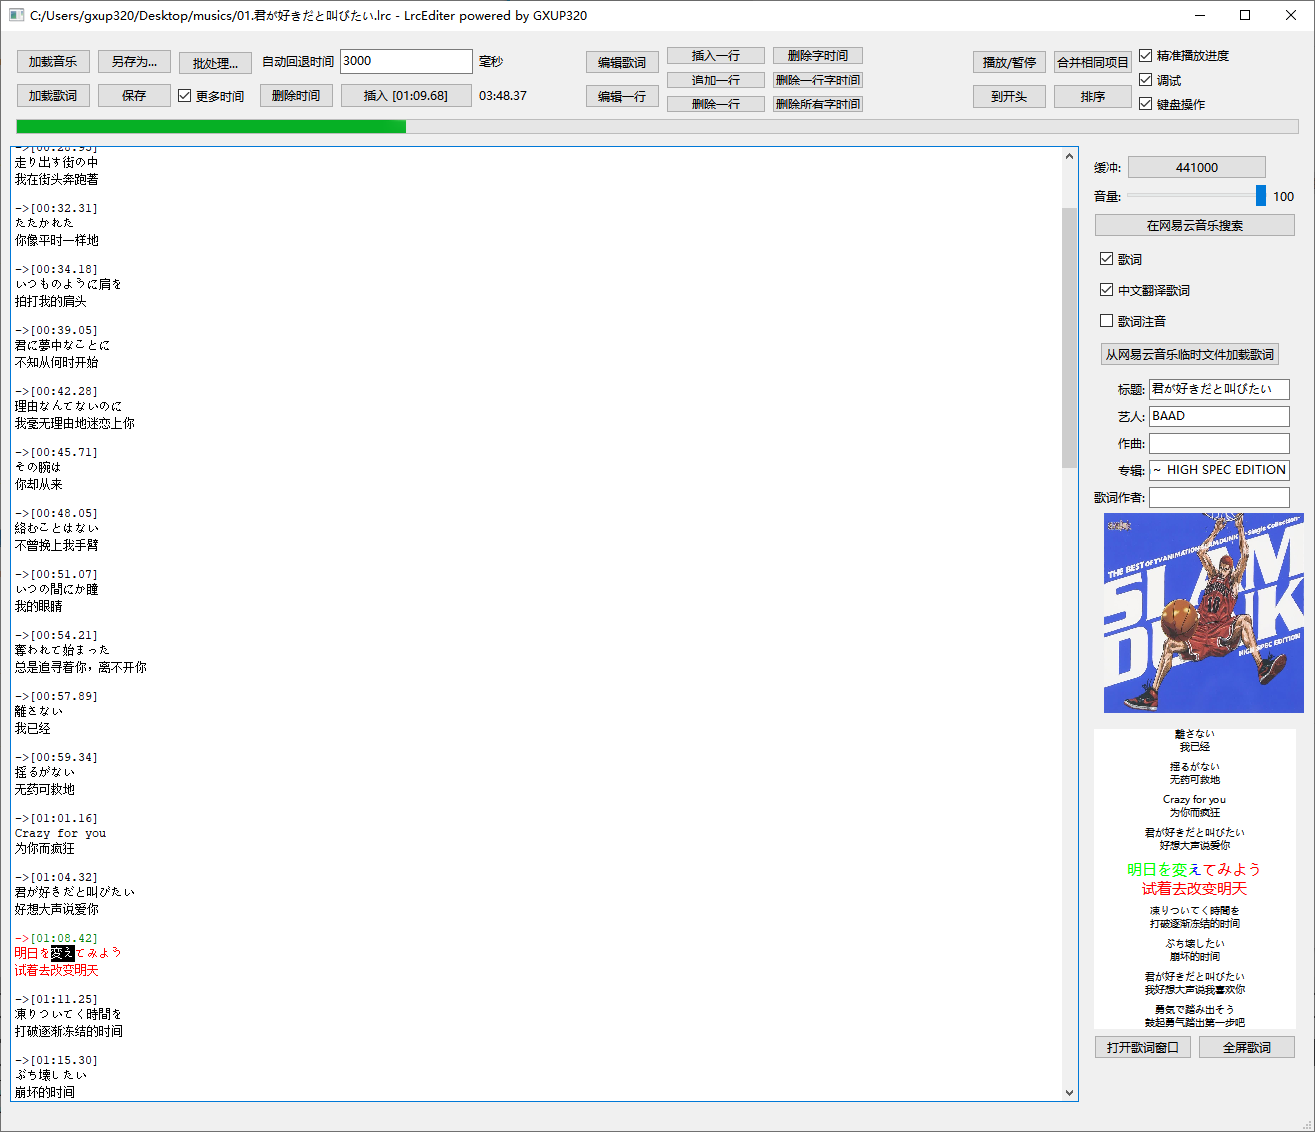 C:/Users/gxup320/Desktop/musics/01.君が好きだと叫びたい.lrc - LrcEditer powered by GXUP320
加载音乐 另存为... 批处理... 自动回退时间 3000 毫秒 编辑歌词 插入一行 删除字时间 播放/暂停 合并相同项目 精准播放进度
追加一行 删除一行字时间 调试
加载歌词 保存 更多时间 删除时间 插入 [01:09.68] 03:48.37 编辑一行 删除一行 删除所有字时间 到开头 排序 键盘操作
->[00:28.93]
走り出す街の中
我在街头奔跑着
->[00:32.31]
たたかれた
你像平时一样地
->[00:34.18]
いつものように肩を
拍打我的肩头
->[00:39.05]
君に夢中なことに
不知从何时开始
->[00:42.28]
理由なんてないのに
我毫无理由地迷恋上你
->[00:45.71]
その腕は
你却从来
->[00:48.05]
絡むことはない
不曾挽上我手臂
->[00:51.07]
いつの間にか瞳
我的眼睛
->[00:54.21]
奪われて始まった
总是追寻着你，离不开你
->[00:57.89]
離さない
我已经
->[00:59.34]
揺るがない
无药可救地
->[01:01.16]
Crazy for you
为你而疯狂
->[01:04.32]
君が好きだと叫びたい
好想大声说爱你
->[01:08.42]
明日を変えてみよう
试着去改变明天
->[01:11.25]
凍りついてく時間を
打破逐渐冻结的时间
->[01:15.30]
ぶち壊したい
崩坏的时间
缓冲: 441000
音量: 100
在网易云音乐搜索
歌词
中文翻译歌词
歌词注音
从网易云音乐临时文件加载歌词
标题: 君が好きだと叫びたい
艺人: BAAD
作曲:
专辑: ~ HIGH SPEC EDITION
歌词作者:
-Single Collection-
THE BEST OF TV ANIMATION SLAM DUNK
SLAM
DUNK
HIGH SPEC EDITION
離さない
我已经
揺るがない
无药可救地
Crazy for you
为你而疯狂
君が好きだと叫びたい
好想大声说爱你
明日を変えてみよう
试着去改变明天
凍りついてく時間を
打破逐渐冻结的时间
ぶち壊したい
崩坏的时间
君が好きだと叫びたい
我好想大声说我喜欢你
勇気で踏み出そう
鼓起勇气踏出第一步吧
打开歌词窗口 全屏歌词